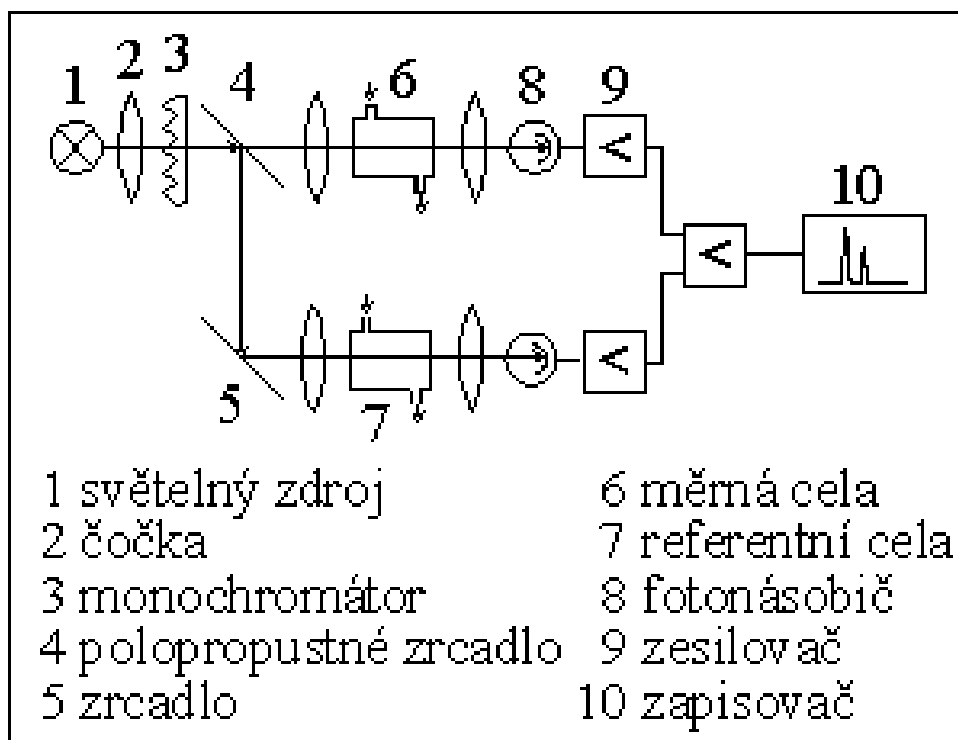 1 2 3 4 6 8 9
10
5 7
1 světelný zdroj
2 čočka
3 monochromátor
4 polopropustné zrcadlo
5 zrcadlo
6 měrná cela
7 referentní cela
8 fotonásobič
9 zesilovač
10 zapisovač